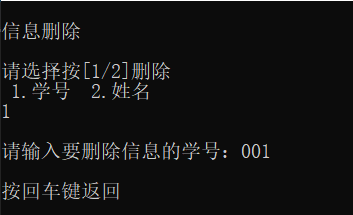 信息删除
请选择按[1/2]删除
1.学号  2.姓名
1
请输入要删除信息的学号：001
按回车键返回